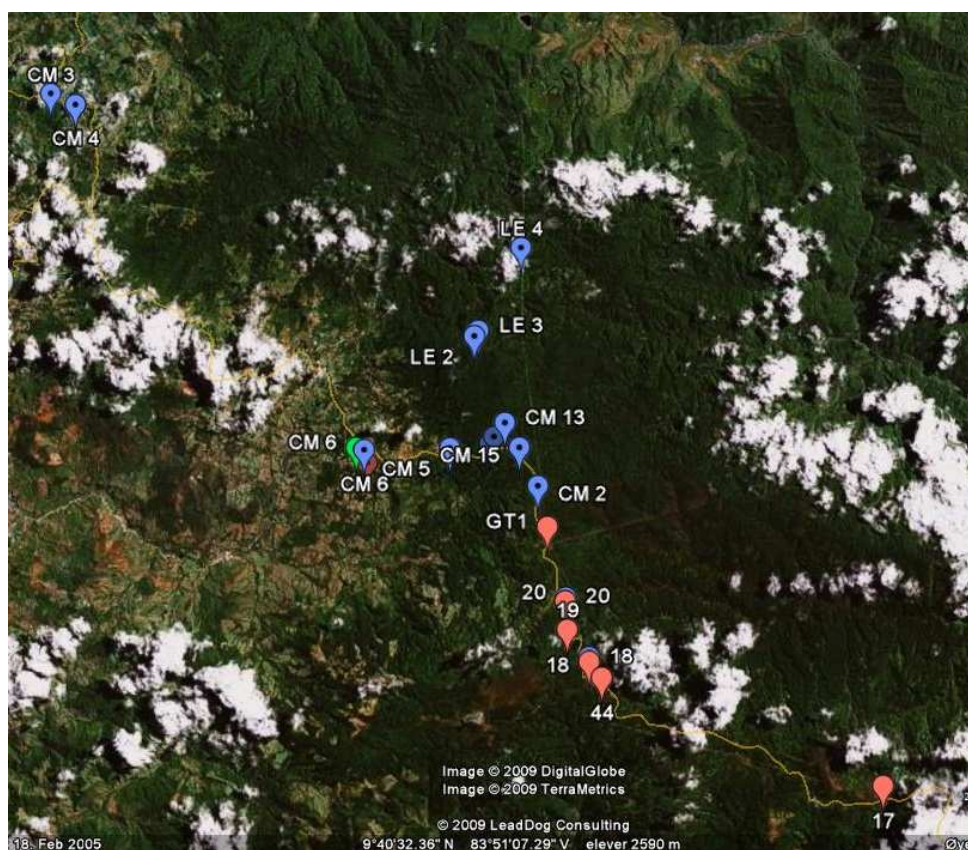 CM 3
CM 4
LE 4
LE 3
LE 2
CM 13
CM 6
CM 15
CM 5
CM 6
CM 2
GT1
20
20
19
18
18
44
Image © 2009 DigitalGlobe
Image © 2009 TerraMetrics
17
© 2009 LeadDog Consulting
18. Feb 2005
9°40'32.36" N 83°51'07.29" V elever 2590 m